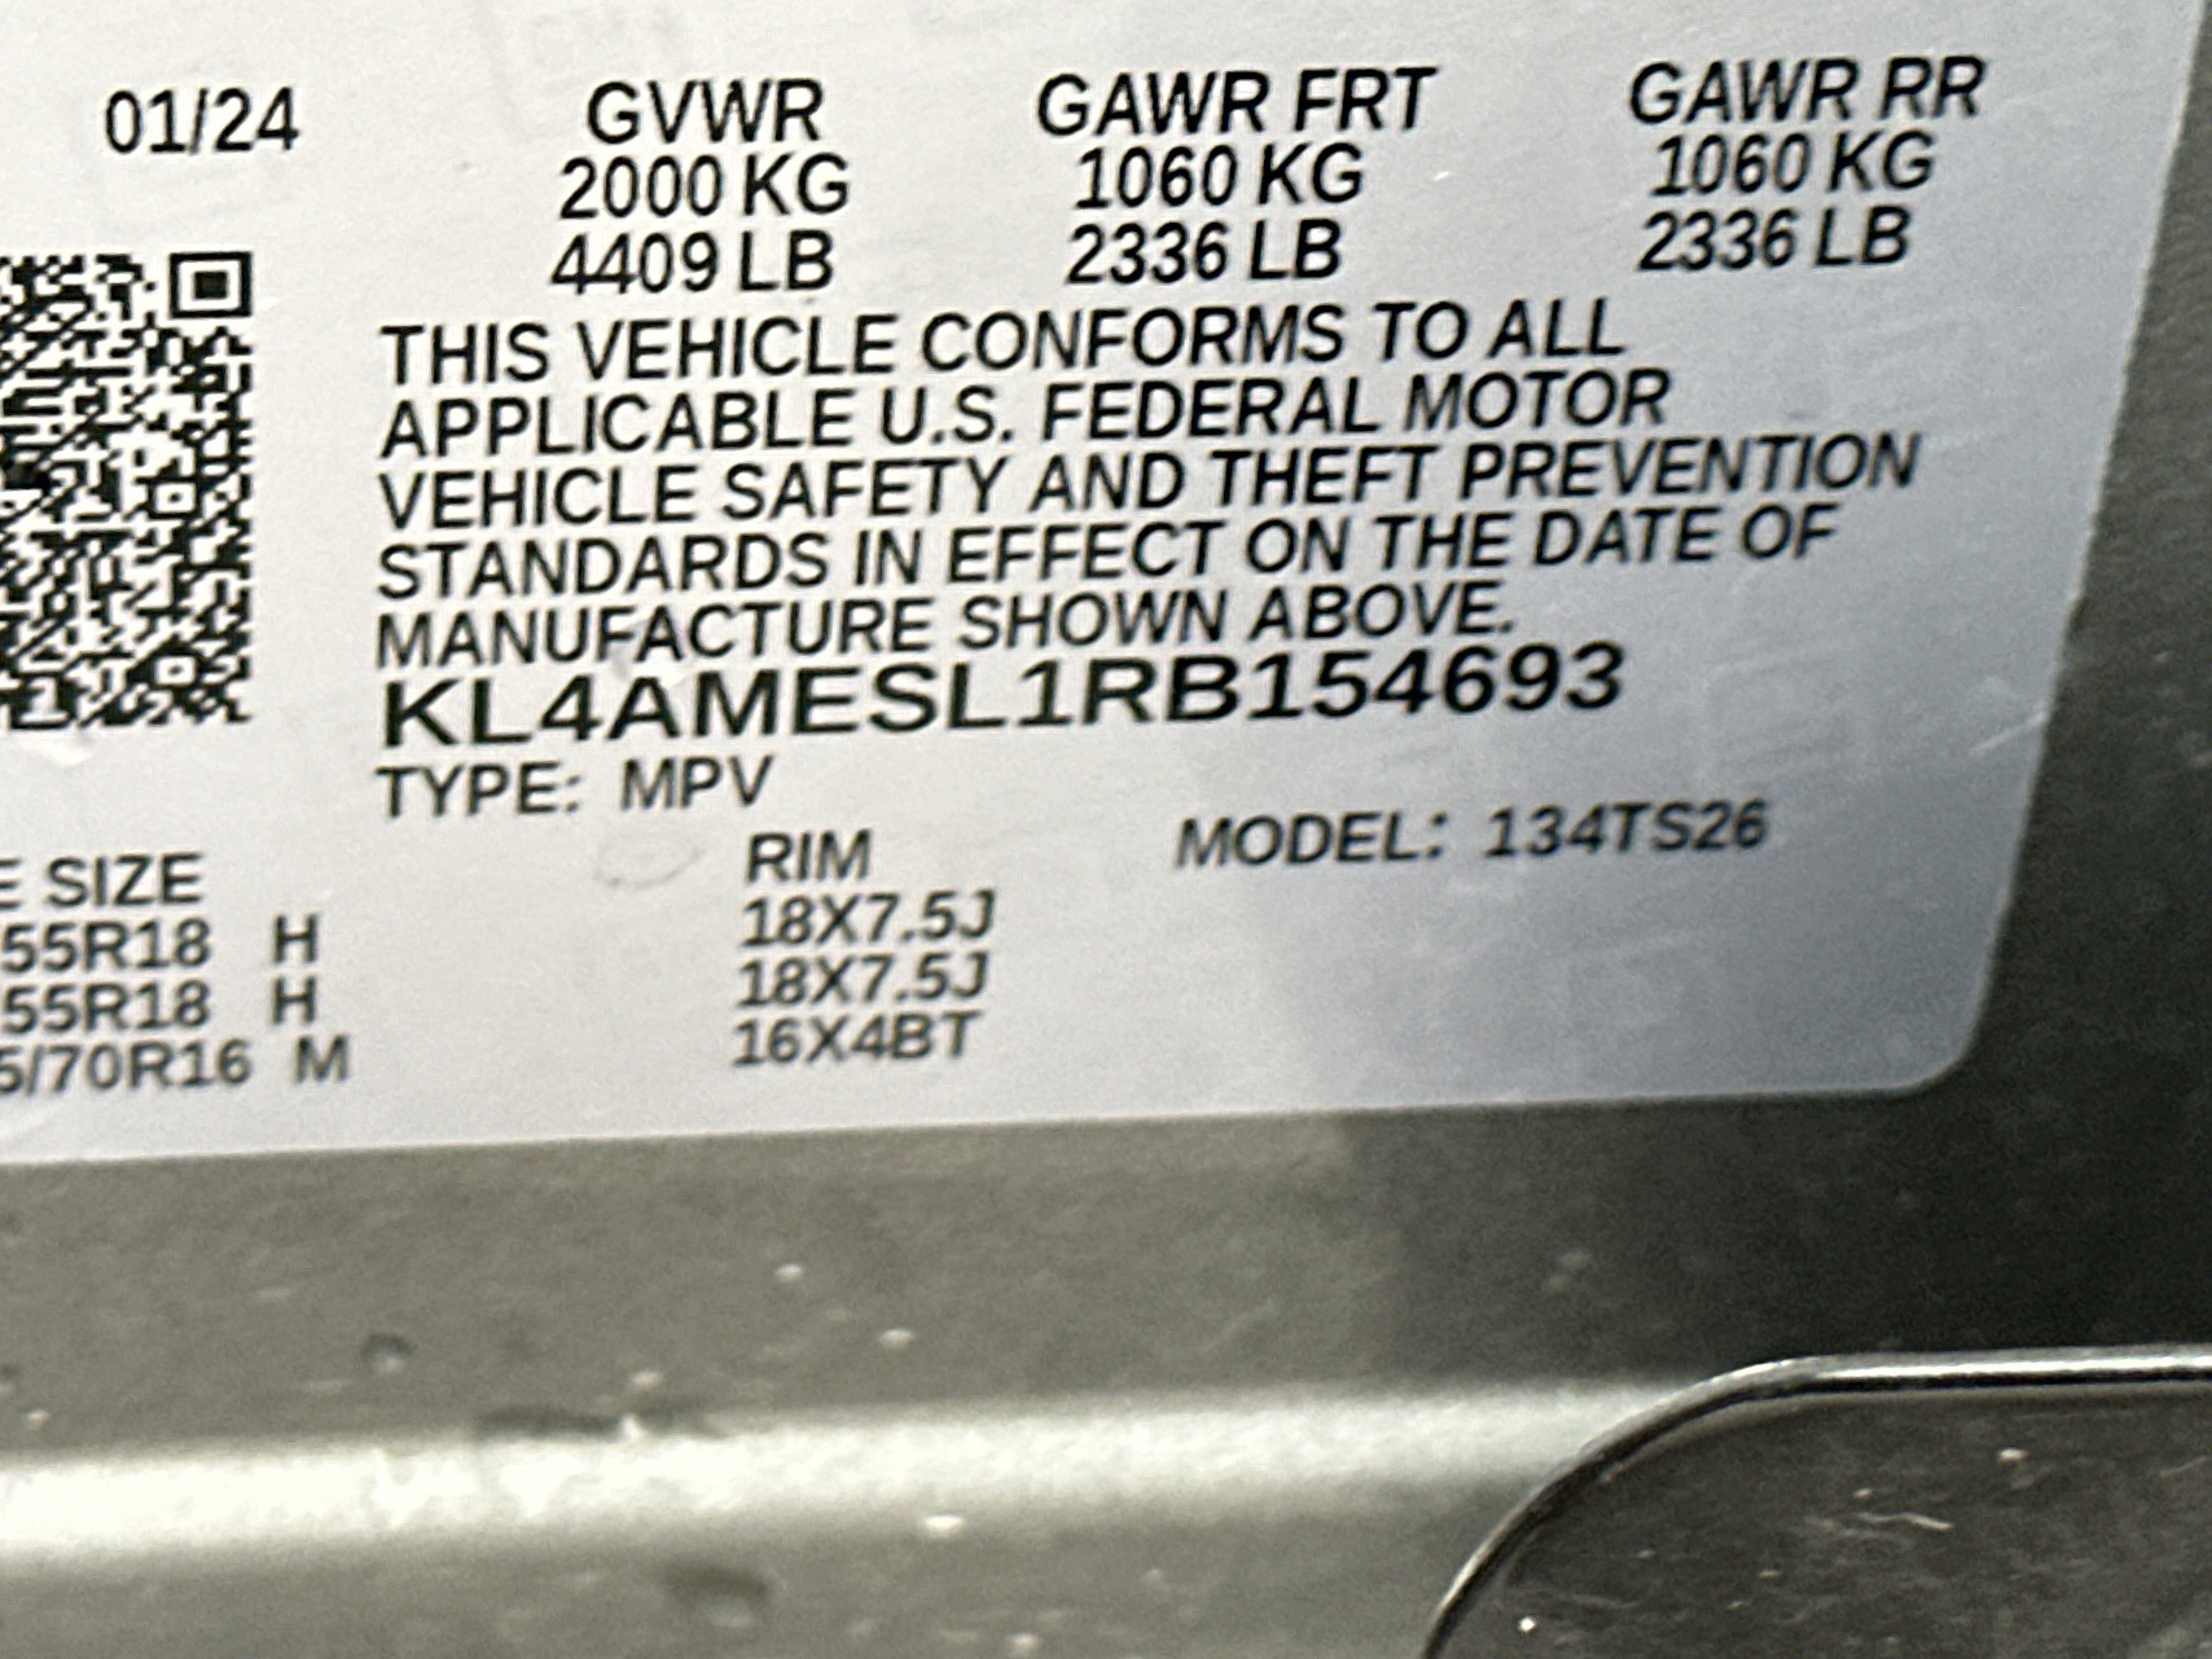 01/24
GVWR GAWR FRT GAWR RR
2000 KG 1060 KG 1060 KG
4409 LB 2336 LB 2336 LB
THIS VEHICLE CONFORMS TO ALL
APPLICABLE U.S. FEDERAL MOTOR
VEHICLE SAFETY AND THEFT PREVENTION
STANDARDS IN EFFECT ON THE DATE OF
MANUFACTURE SHOWN ABOVE.
KL4AMESL1RB154693
TYPE: MPV
MODEL: 134TS26
E SIZE RIM
55R18 H 18X7.5J
55R18 H 18X7.5J
5/70R16 M 16X4BT